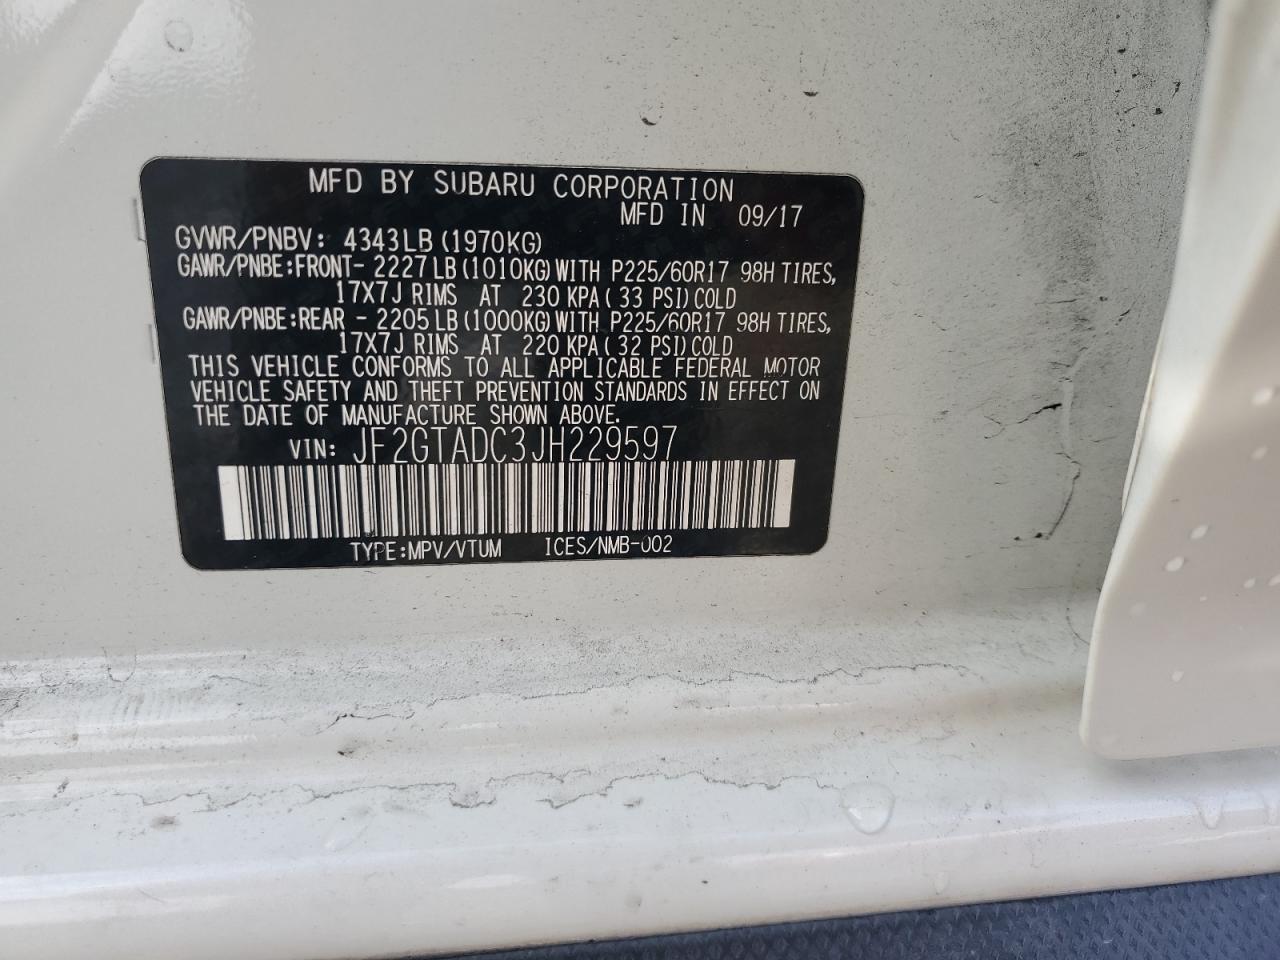 MFD BY SUBARU CORPORATION
MFD IN 09/17
GVWR/PNBV: 4343LB(1970KG)
GAWR/PNBE:FRONT- 2227LB(1010KG)WITH P225/60R17 98H TIRES,
17X7J RIMS AT 230 KPA( 33 PSI)COLD
GAWR/PNBE:REAR - 2205LB(1000KG)WITH P225/60R17 98H TIRES,
17X7J RIMS AT 220 KPA( 32 PSI)COLD
THIS VEHICLE CONFORMS TO ALL APPLICABLE FEDERAL MOTOR
VEHICLE SAFETY AND THEFT PREVENTION STANDARDS IN EFFECT ON
THE DATE OF MANUFACTURE SHOWN ABOVE.
VIN: JF2GTADC3JH229597
TYPE:MPV/VTUM ICES/NMB-002